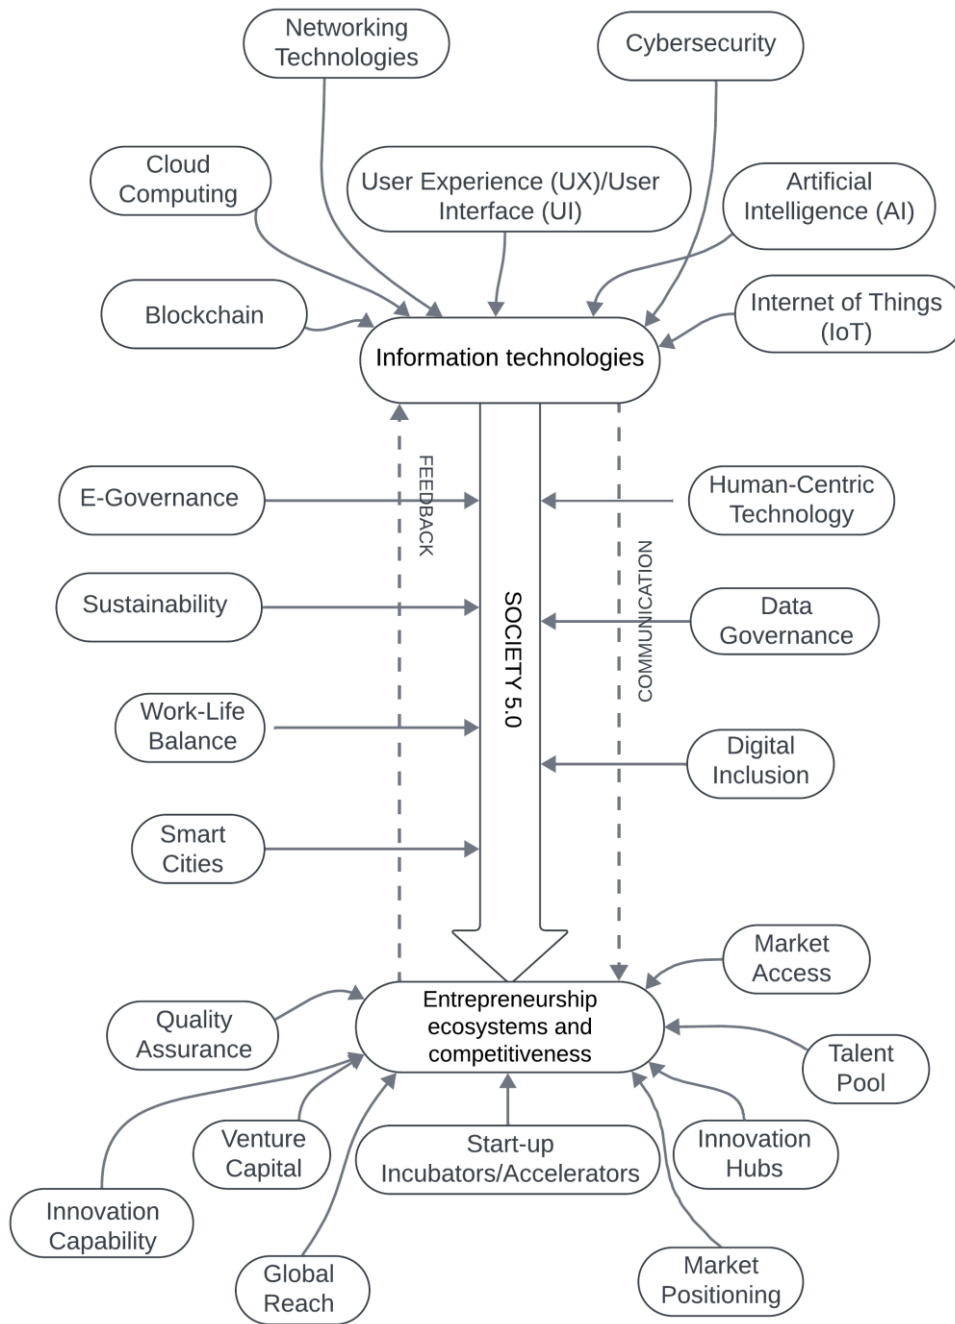 Networking
Technologies
Cybersecurity
Cloud
Computing
User Experience (UX)/User
Interface (UI)
Artificial
Intelligence (AI)
Blockchain
Internet of Things
(IoT)
Information technologies
FEEDBACK
E-Governance
Human-Centric
Technology
COMMUNICATION
Sustainability
SOCIETY 5.0
Data
Governance
Work-Life
Balance
Digital
Inclusion
Smart
Cities
Market
Access
Entrepreneurship
ecosystems and
competitiveness
Quality
Assurance
Talent
Pool
Venture
Capital
Start-up
Incubators/Accelerators
Innovation
Hubs
Innovation
Capability
Global
Reach
Market
Positioning